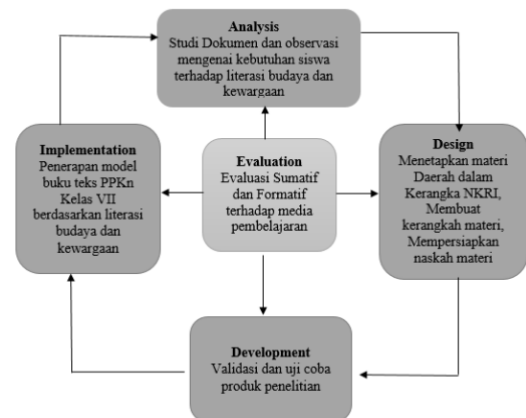 Analysis
Studi Dokumen dan observasi
mengenai kebutuhan siswa
terhadap literasi budaya dan
kewargaan
Implementation
Penerapan model
buku teks PPKn
Kelas VII
berdasarkan literasi
budaya dan
kewargaan
Evaluation
Evaluasi Sumatif
dan Formatif
terhadap media
pembelajaran
Design
Menetapkan materi
Daerah dalam
Kerangka NKRI,
Membuat
kerangkah materi,
Mempersiapkan
naskah materi
Development
Validasi dan uji coba
produk penelitian